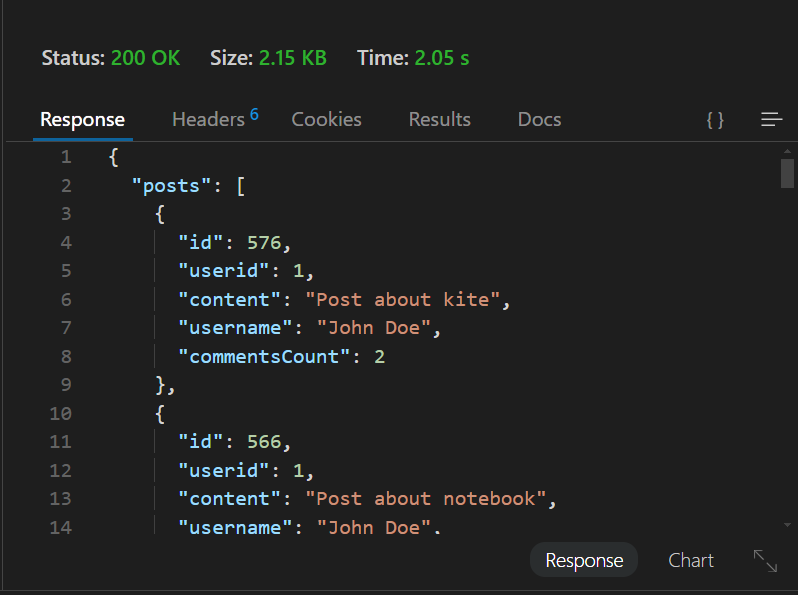 Status: 200 OK Size: 2.15 KB Time: 2.05 s
Response Headers 6 Cookies Results Docs { }
1 {
2 "posts": [
3 {
4 "id": 576,
5 "userid": 1,
6 "content": "Post about kite",
7 "username": "John Doe",
8 "commentsCount": 2
9 },
10 {
11 "id": 566,
12 "userid": 1,
13 "content": "Post about notebook",
14 "username": "John Doe",
Response Chart